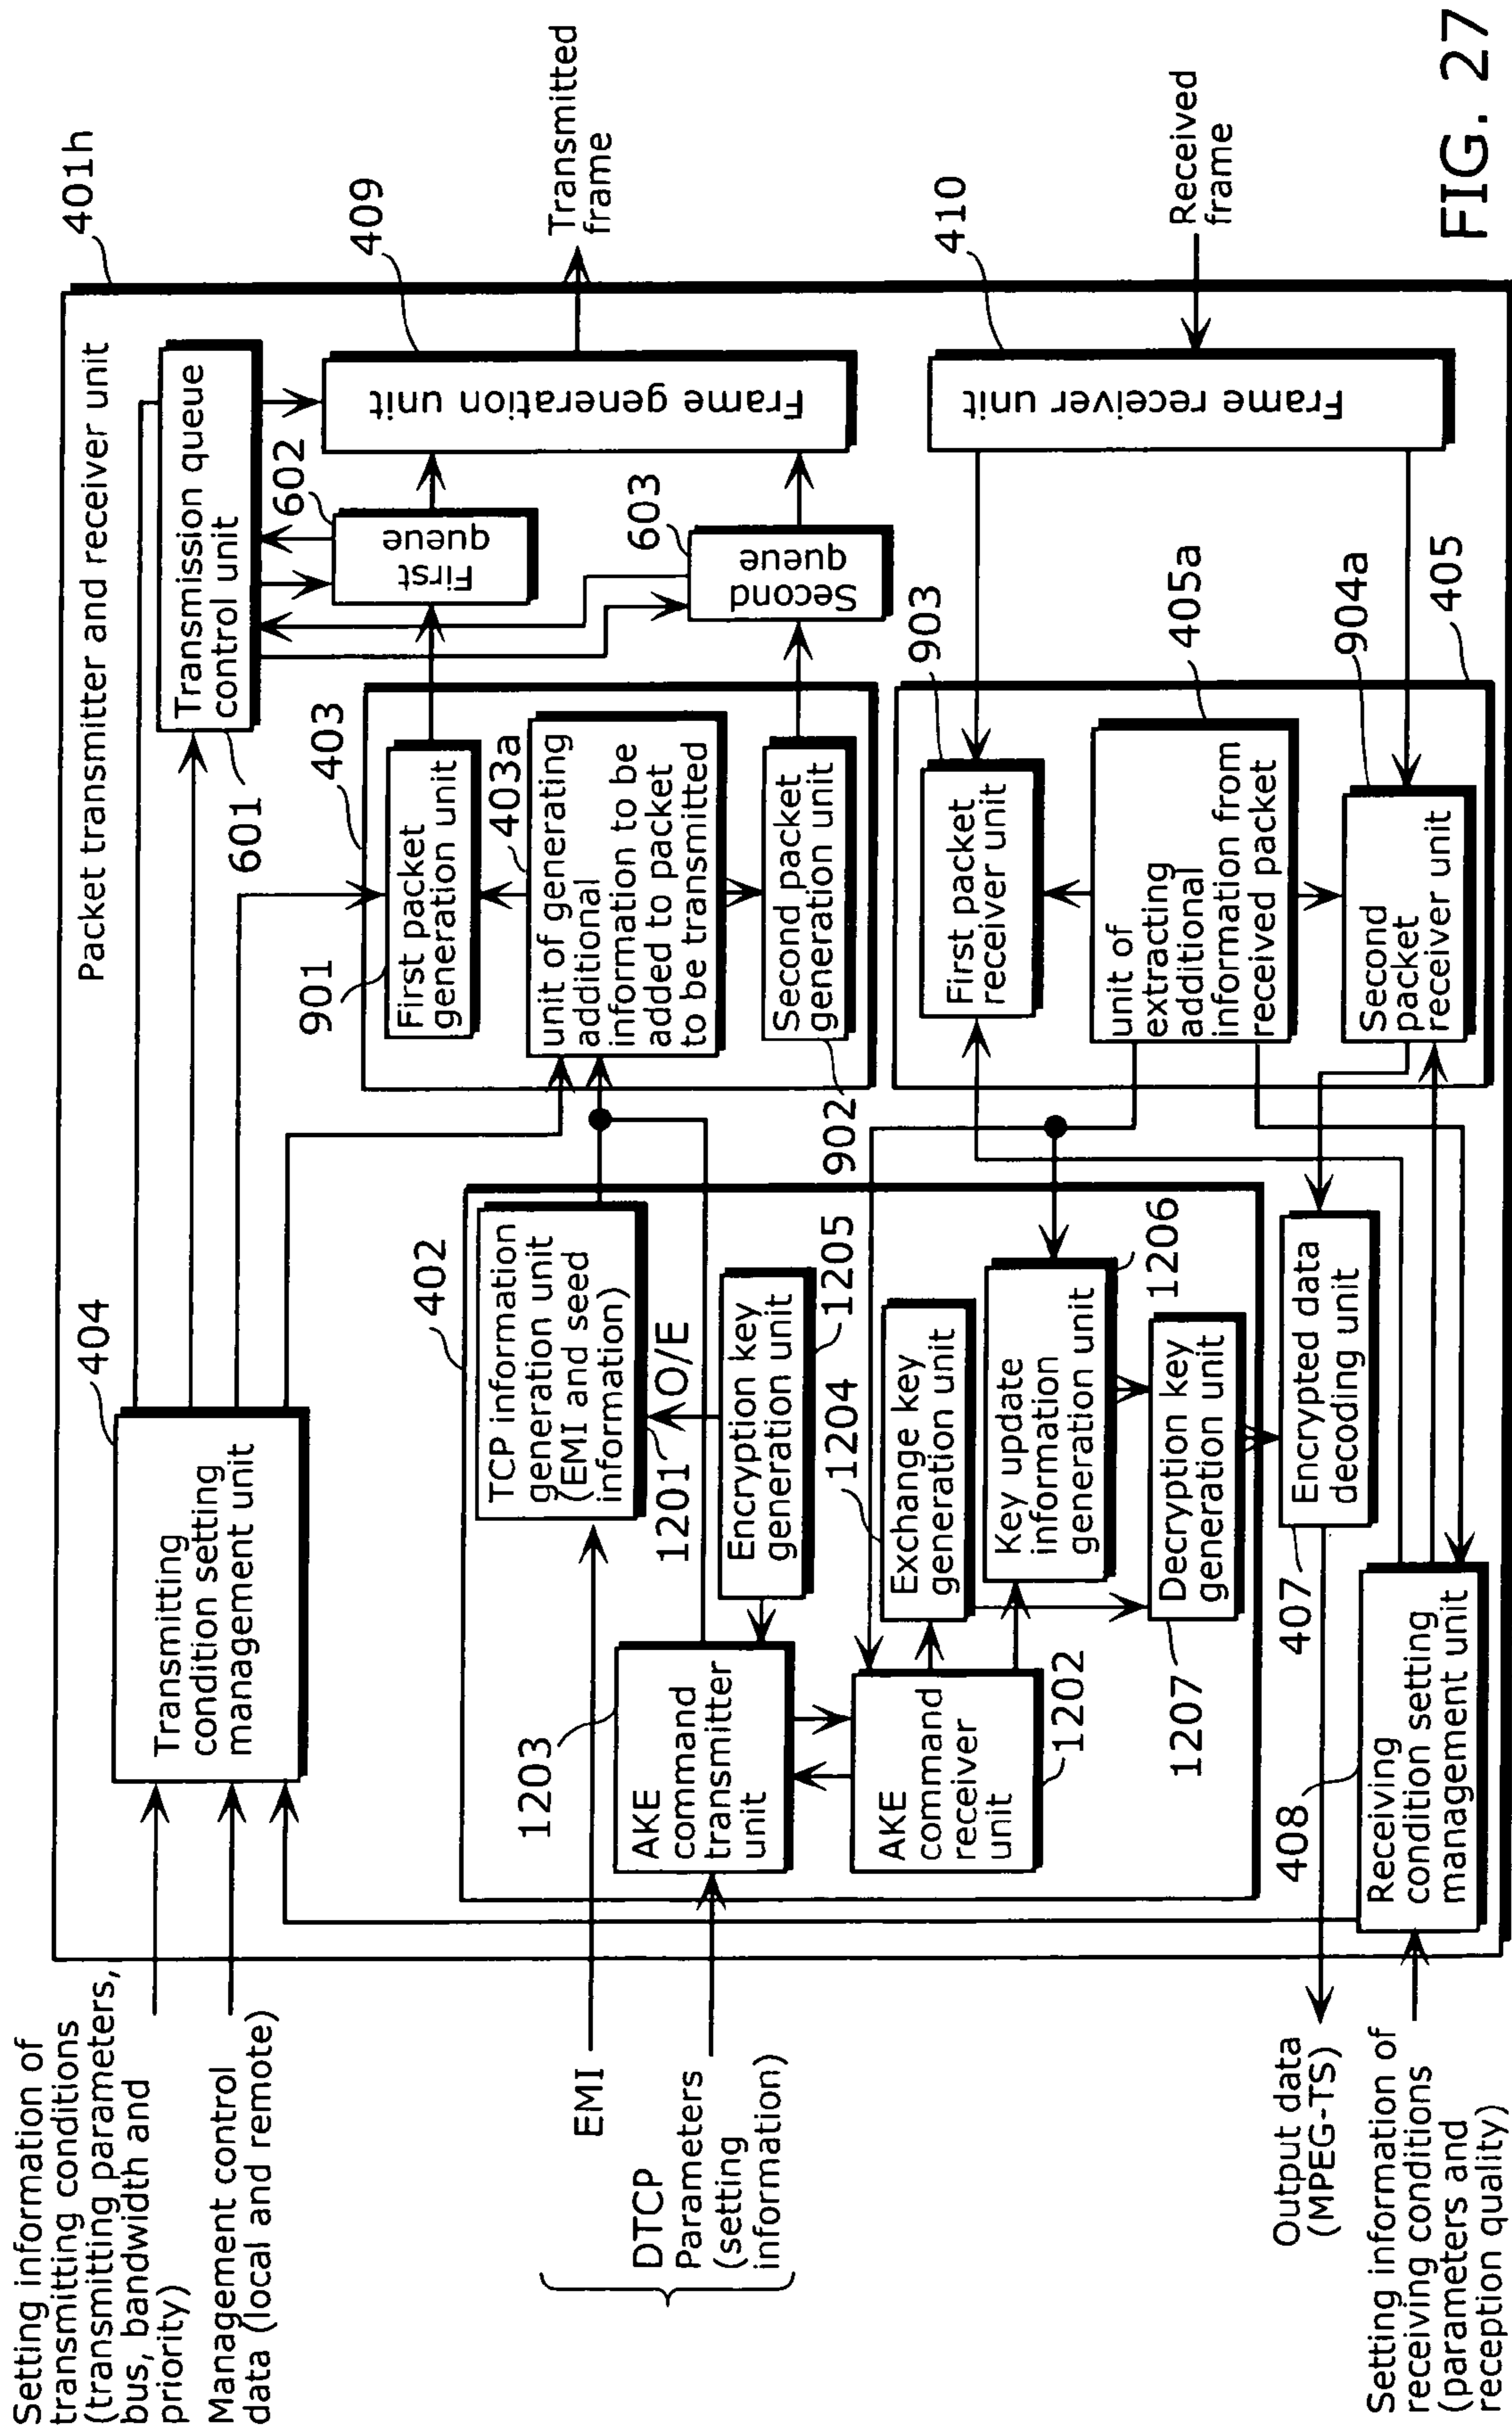 Setting information of
transmitting conditions
(transmitting parameters,
bus, bandwidth and
priority)
Management control
data (local and remote)
EMI
DTCP
Parameters
(setting
information)
Output data
(MPEG-TS)
Setting information of
receiving conditions
(parameters and
reception quality)
Packet transmitter and receiver unit
401h
404
Transmitting
condition setting
management unit
402
TCP information
generation unit
(EMI and seed
information)
1201
O/E
Encryption key
generation unit
1205
1203
AKE
command
transmitter
unit
AKE
command
receiver
unit
1202
1204
Exchange key
generation unit
Key update
information
generation unit
1206
Decryption key
generation unit
1207
Encrypted data
decoding unit
407
408
Receiving
condition setting
management unit
Transmission queue
control unit
601
403
901
First packet
generation unit
403a
unit of generating
additional
information to be
added to packet
to be transmitted
Second packet
generation unit
902
602
First
queue
603
Second
queue
409
Frame generation unit
Transmitted
frame
410
Frame receiver unit
Received
frame
903
First packet
receiver unit
405a
unit of
extracting
additional
information from
received packet
904a
Second
packet
receiver unit
405
FIG. 27